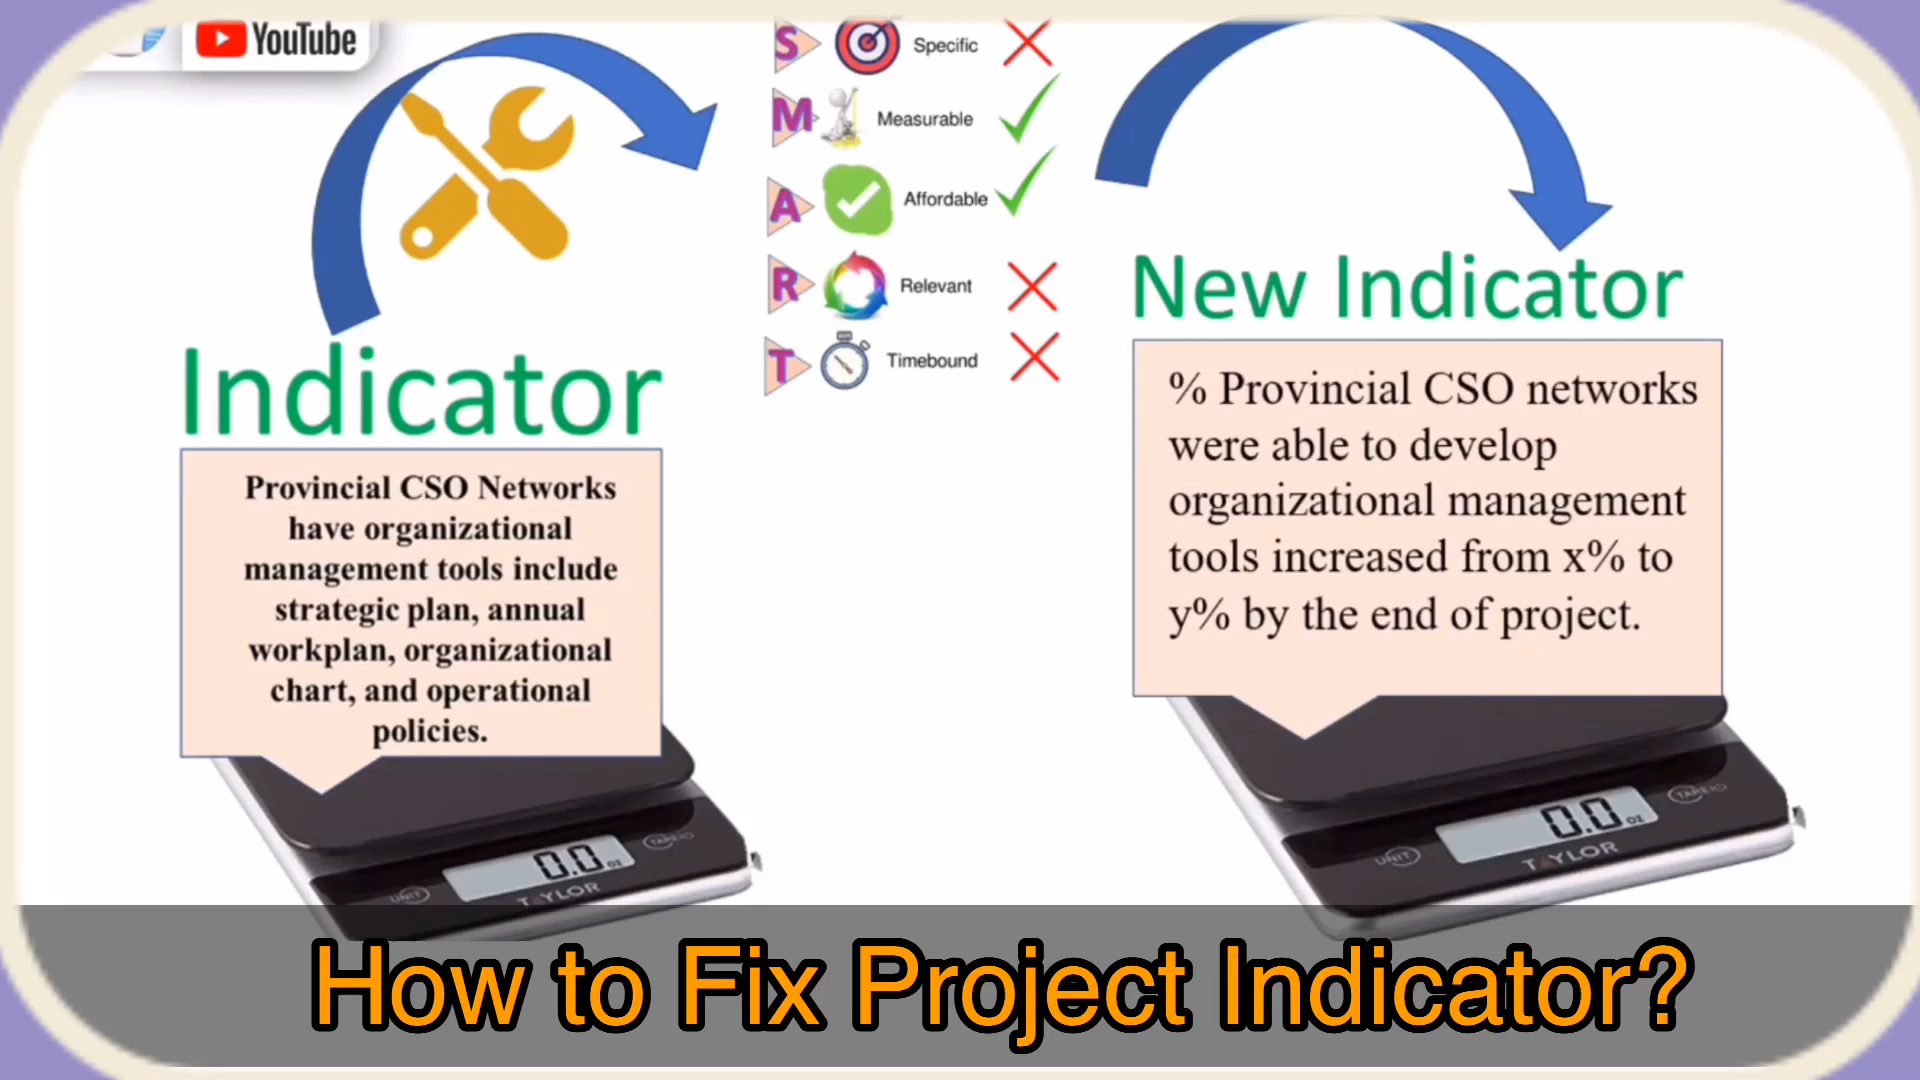 YouTube
S Specific
M Measurable
A Affordable
R Relevant
T Timebound
Indicator
Provincial CSO Networks
have organizational
management tools include
strategic plan, annual
workplan, organizational
chart, and operational
policies.
New Indicator
% Provincial CSO networks
were able to develop
organizational management
tools increased from x% to
y% by the end of project.
0.0 oz
UNIT
TAYLOR
0.0 oz
UNIT
TAYLOR
How to Fix Project Indicator?